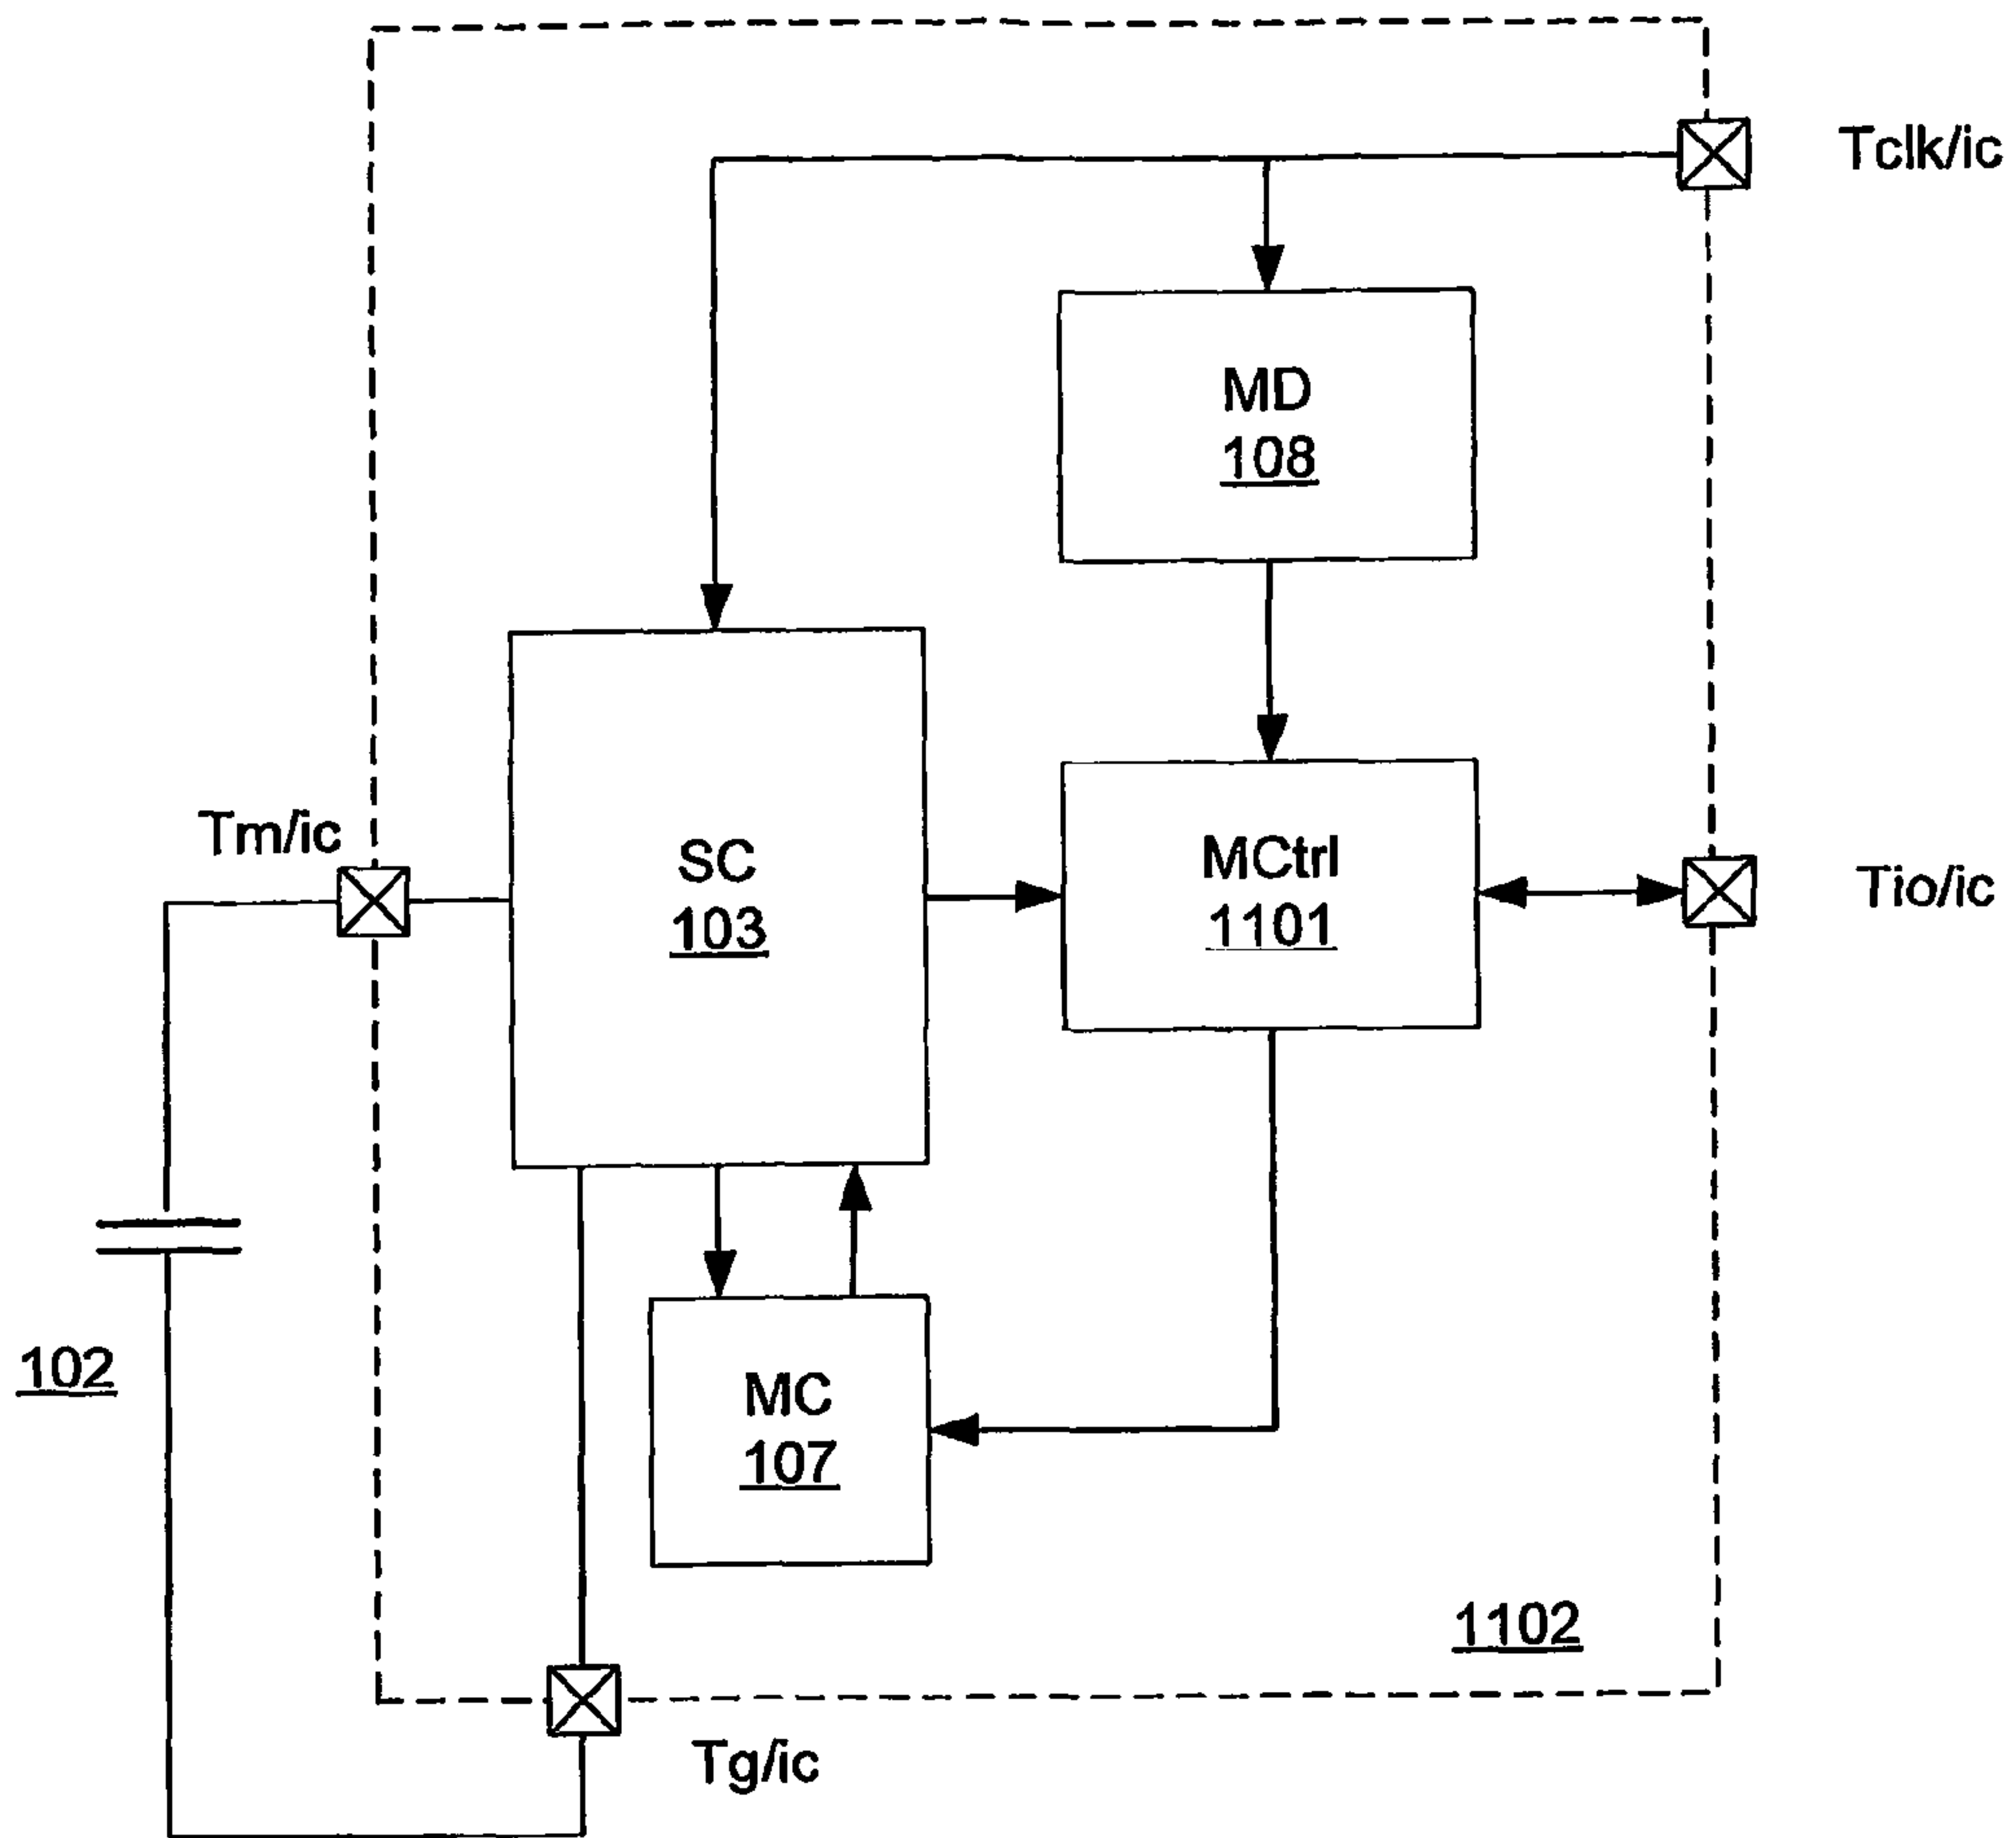 Tclk/ic
MD
108
Tm/ic
SC
103
MCtrl
1101
Tio/ic
102
MC
107
1102
Tg/ic